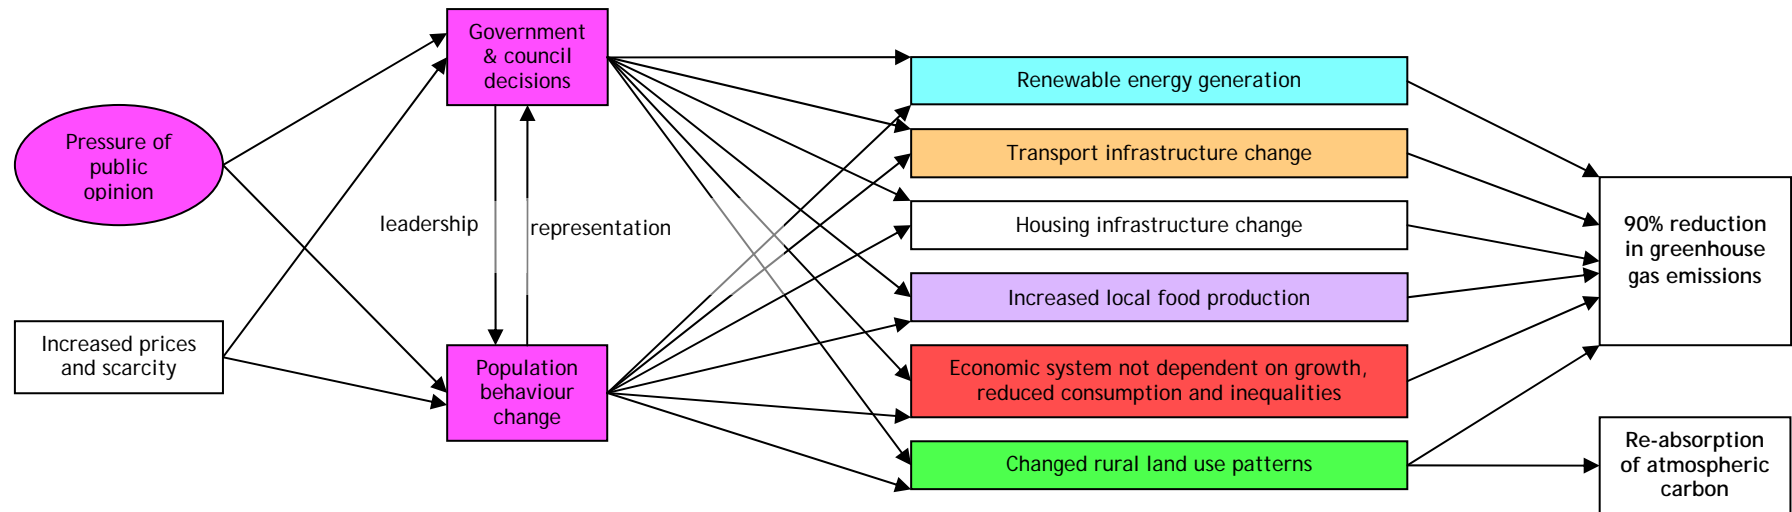 Government
& council
decisions
Pressure of
public
opinion
leadership
representation
Increased prices
and scarcity
Population
behaviour
change
Renewable energy generation
Transport infrastructure change
Housing infrastructure change
Increased local food production
Economic system not dependent on growth,
reduced consumption and inequalities
Changed rural land use patterns
90% reduction
in greenhouse
gas emissions
Re-absorption
of atmospheric
carbon